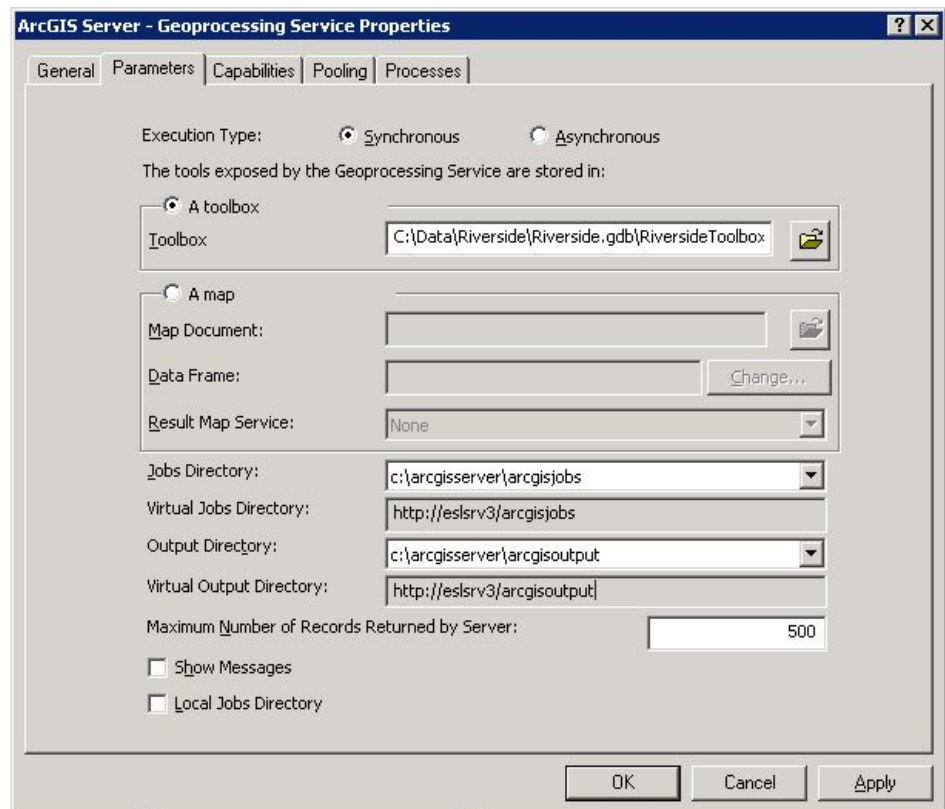 ArcGIS Server - Geoprocessing Service Properties
General Parameters Capabilities Pooling Processes
Execution Type: Synchronous Asynchronous
The tools exposed by the Geoprocessing Service are stored in:
A toolbox
Toolbox C:\Data\Riverside\Riverside.gdb\RiversideToolbox
A map
Map Document:
Data Frame: Change...
Result Map Service: None
Jobs Directory: c:\arcgisserver\arcgisjobs
Virtual Jobs Directory: http://eslsrv3/arcgisjobs
Output Directory: c:\arcgisserver\arcgisoutput
Virtual Output Directory: http://eslsrv3/arcgisoutput
Maximum Number of Records Returned by Server: 500
Show Messages
Local Jobs Directory
OK Cancel Apply